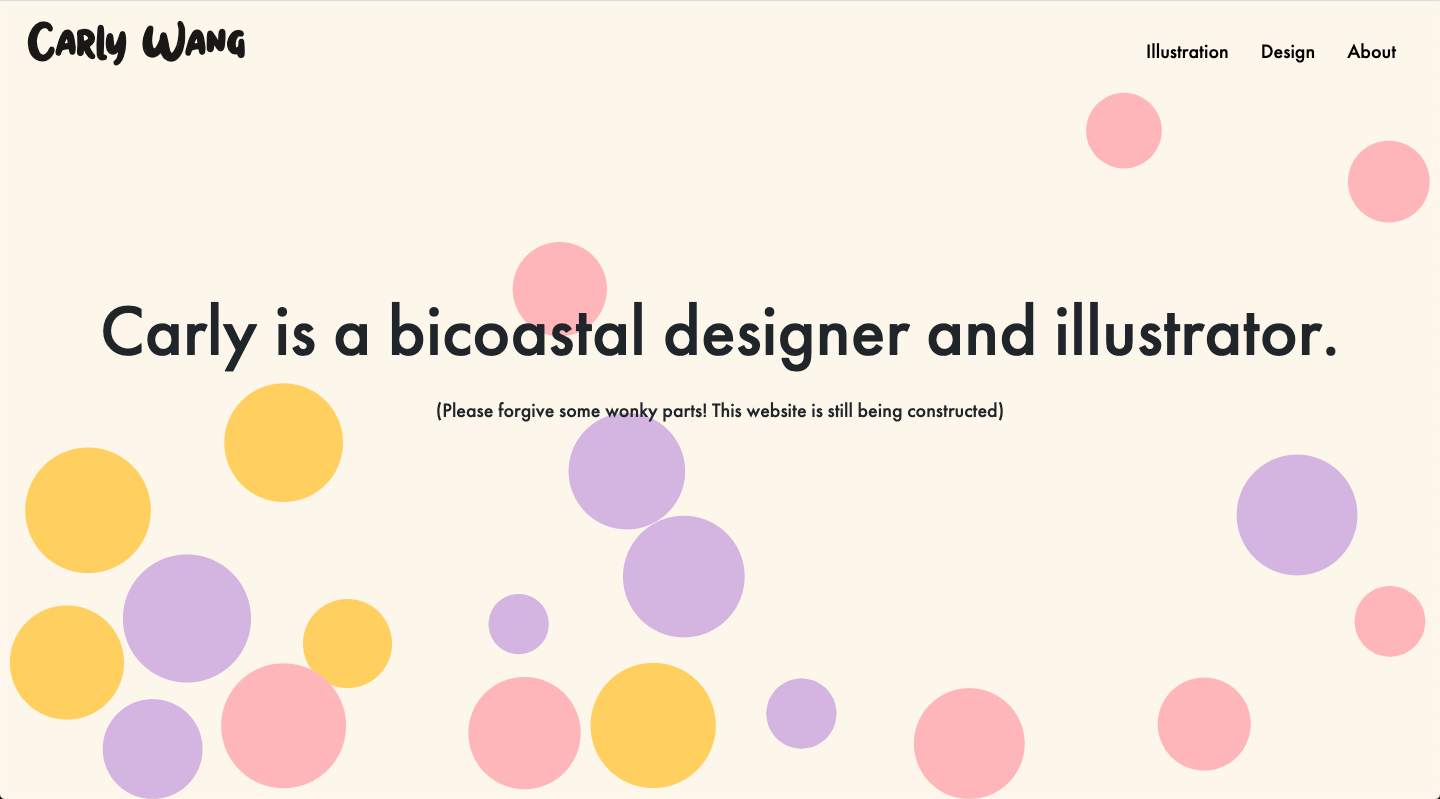 Carly Wang
Illustration Design About
Carly is a bicoastal designer and illustrator.
(Please forgive some wonky parts! This website is still being constructed)